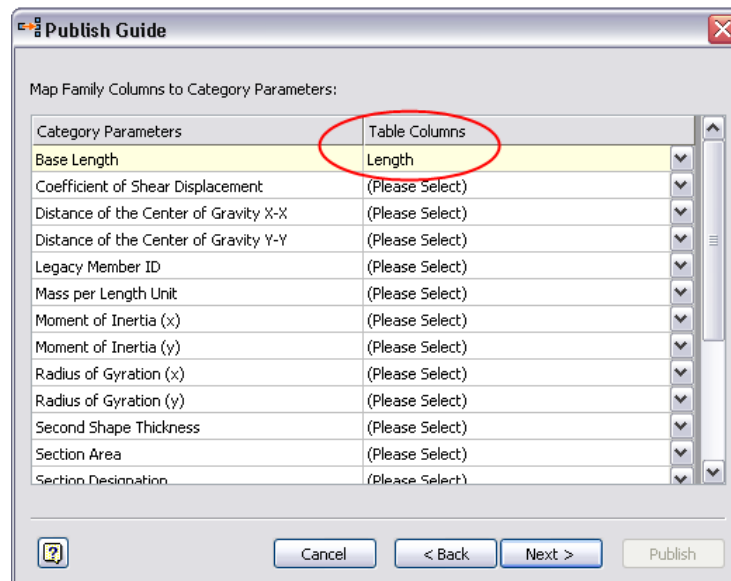 Publish Guide
Map Family Columns to Category Parameters:
Category Parameters Table Columns
Base Length Length
Coefficient of Shear Displacement (Please Select)
Distance of the Center of Gravity X-X (Please Select)
Distance of the Center of Gravity Y-Y (Please Select)
Legacy Member ID (Please Select)
Mass per Length Unit (Please Select)
Moment of Inertia (x) (Please Select)
Moment of Inertia (y) (Please Select)
Radius of Gyration (x) (Please Select)
Radius of Gyration (y) (Please Select)
Second Shape Thickness (Please Select)
Section Area (Please Select)
Section Designation (Please Select)
? Cancel < Back Next > Publish